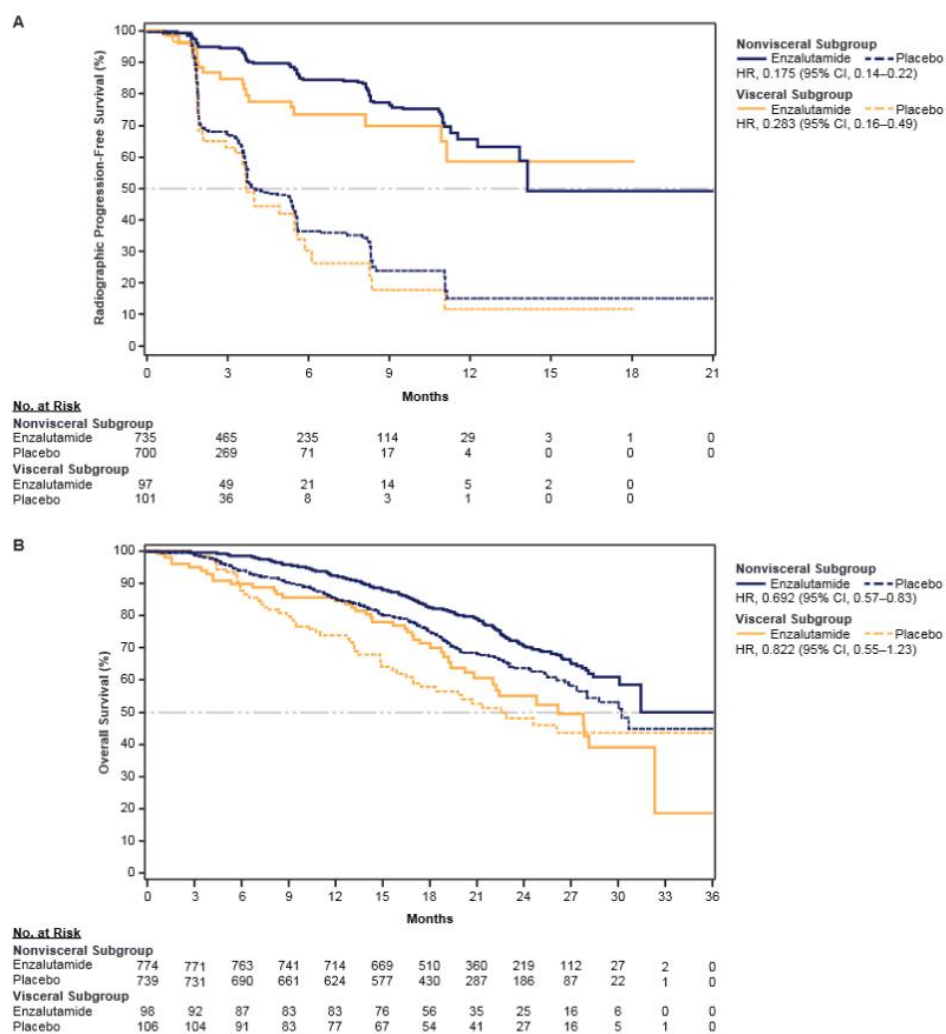 A
Radiographic Progression-Free Survival (%)
100
90
80
70
60
50
40
30
20
10
0
0 3 6 9 12 15 18 21
Months
Nonvisceral Subgroup
Enzalutamide Placebo
HR, 0.175 (95% CI, 0.14–0.22)
Visceral Subgroup
Enzalutamide Placebo
HR, 0.283 (95% CI, 0.16–0.49)
No. at Risk
Nonvisceral Subgroup
Enzalutamide 735 465 235 114 29 3 1 0
Placebo 700 269 71 17 4 0 0 0
Visceral Subgroup
Enzalutamide 97 49 21 14 5 2 0
Placebo 101 36 8 3 1 0 0
B
Overall Survival (%)
100
90
80
70
60
50
40
30
20
10
0
0 3 6 9 12 15 18 21 24 27 30 33 36
Months
Nonvisceral Subgroup
Enzalutamide Placebo
HR, 0.692 (95% CI, 0.57–0.83)
Visceral Subgroup
Enzalutamide Placebo
HR, 0.822 (95% CI, 0.55–1.23)
No. at Risk
Nonvisceral Subgroup
Enzalutamide 774 771 763 741 714 669 510 360 219 112 27 2 0
Placebo 739 731 690 661 624 577 430 287 186 87 22 1 0
Visceral Subgroup
Enzalutamide 98 92 87 83 83 76 56 35 25 16 6 0 0
Placebo 106 104 91 83 77 67 54 41 27 16 5 1 0